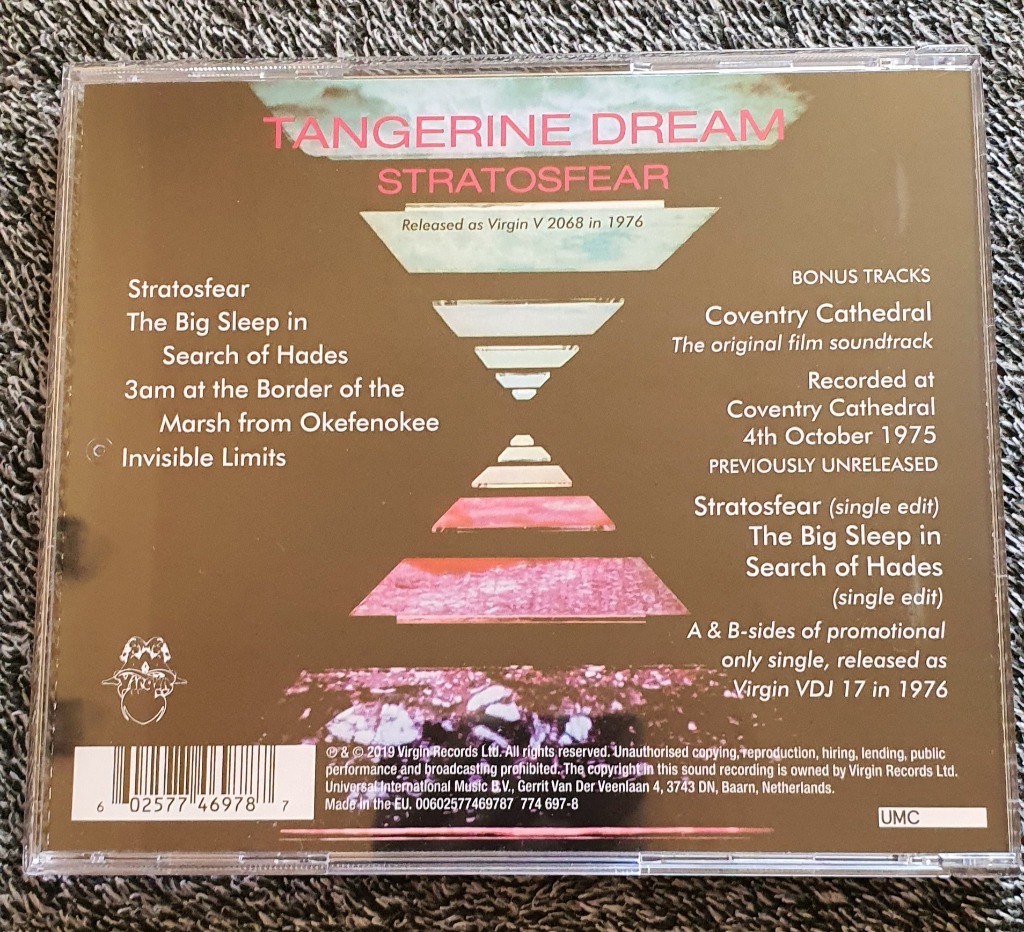 TANGERINE DREAM
STRATOSFEAR
Released as Virgin V 2068 in 1976
Stratosfear
The Big Sleep in
Search of Hades
3am at the Border of the
Marsh from Okefenokee
Invisible Limits
BONUS TRACKS
Coventry Cathedral
The original film soundtrack
Recorded at
Coventry Cathedral
4th October 1975
PREVIOUSLY UNRELEASED
Stratosfear (single edit)
The Big Sleep in
Search of Hades
(single edit)
A & B-sides of promotional
only single, released as
Virgin VDJ 17 in 1976
Virgin
6 02577 46978 7
℗ & © 2019 Virgin Records Ltd. All rights reserved. Unauthorised copying, reproduction, hiring, lending, public
performance and broadcasting prohibited. The copyright in this sound recording is owned by Virgin Records Ltd.
Universal International Music B.V., Gerrit Van Der Veenlaan 4, 3743 DN, Baarn, Netherlands.
Made in the EU. 00602577469787 774 697-8
UMC